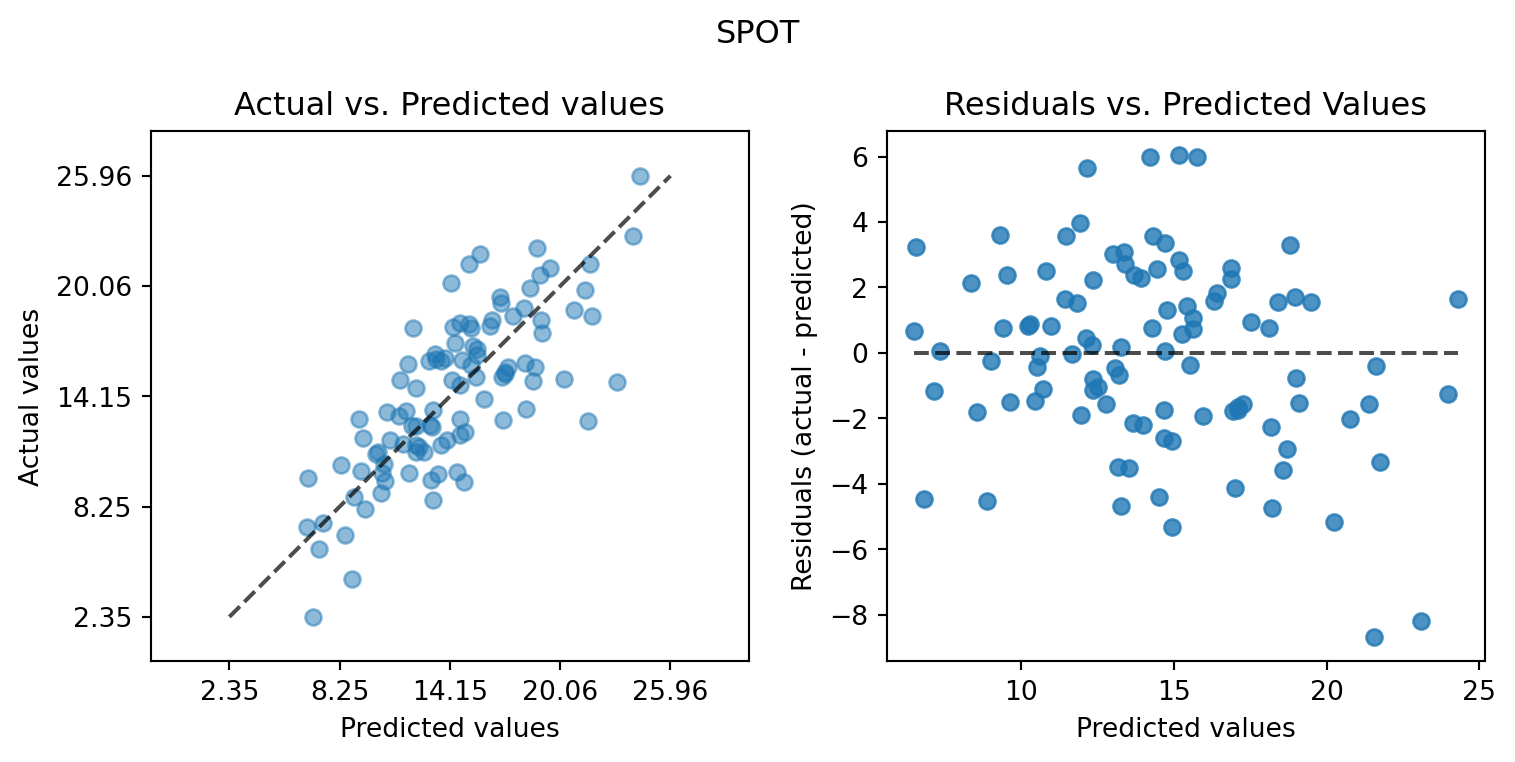 SPOT
Actual vs. Predicted values
Actual values
25.96
20.06
14.15
8.25
2.35
2.35 8.25 14.15 20.06 25.96
Predicted values
Residuals vs. Predicted Values
Residuals (actual - predicted)
6
4
2
0
−2
−4
−6
−8
10 15 20 25
Predicted values